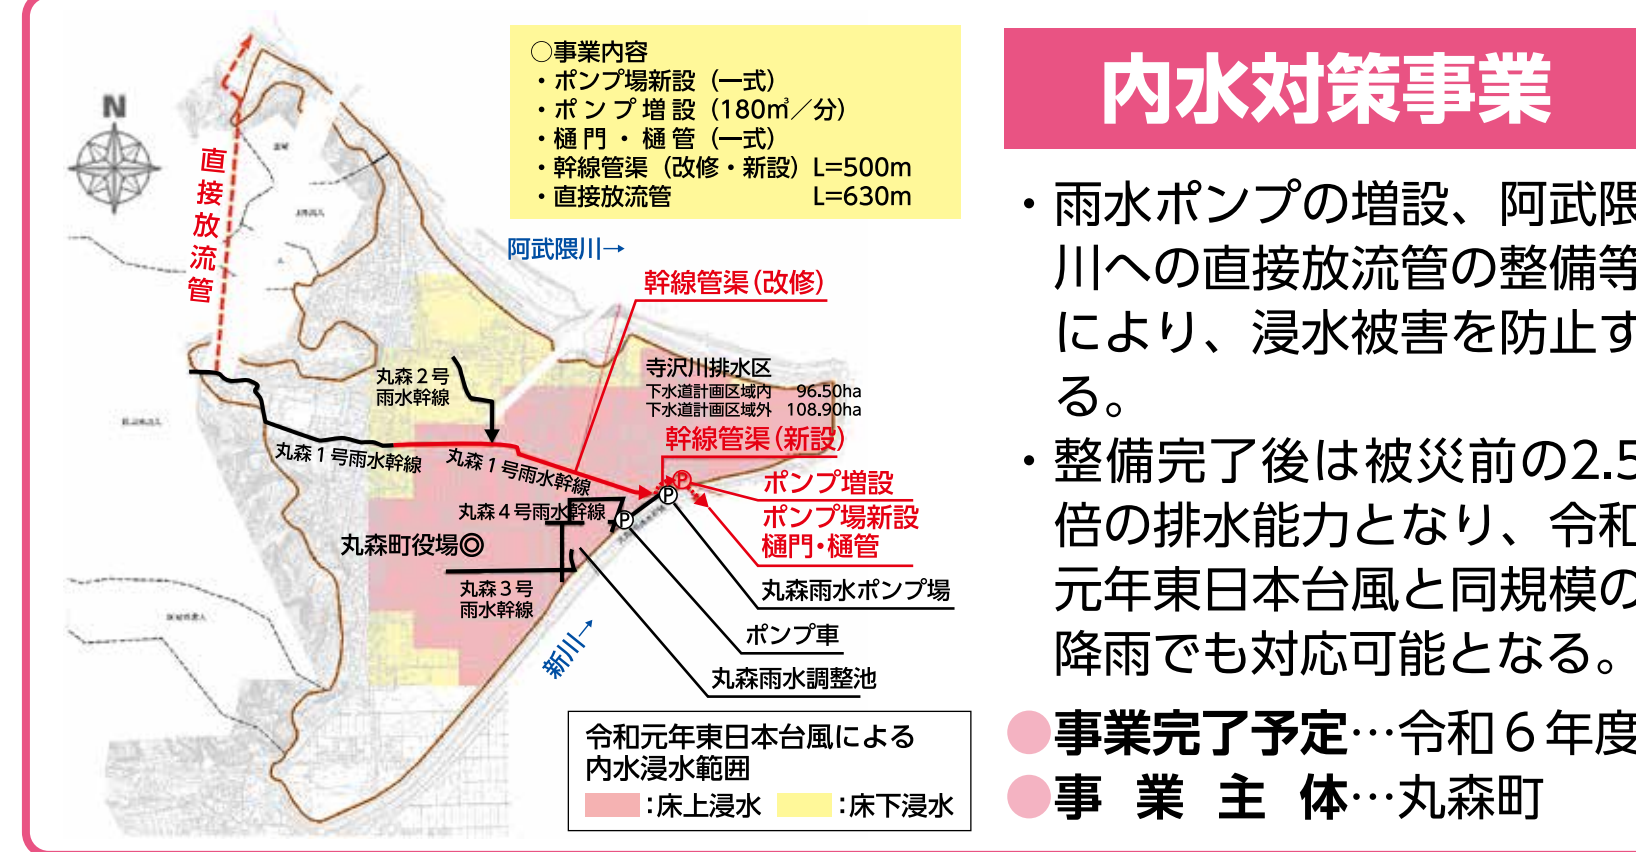 ○事業内容
・ポンプ場新設（一式）
・ポンプ増設（180㎥／分）
・樋門・樋管（一式）
・幹線管渠（改修・新設）L=500m
・直接放流管 L=630m
N
直接放流管
阿武隈川→
幹線管渠（改修）
寺沢川排水区
下水道計画区域内 96.50ha
下水道計画区域外 108.90ha
丸森２号
雨水幹線
幹線管渠（新設）
丸森１号雨水幹線
丸森１号雨水幹線
ポンプ増設
P
P
P
丸森４号雨水幹線
ポンプ場新設
樋門・樋管
丸森町役場◎
丸森３号
雨水幹線
丸森雨水ポンプ場
ポンプ車
新川→
丸森雨水調整池
令和元年東日本台風による
内水浸水範囲
：床上浸水 ：床下浸水
内水対策事業
・雨水ポンプの増設、阿武隈
川への直接放流管の整備等
により、浸水被害を防止す
る。
・整備完了後は被災前の2.5
倍の排水能力となり、令和
元年東日本台風と同規模の
降雨でも対応可能となる。
●事業完了予定…令和６年度
●事業主体…丸森町